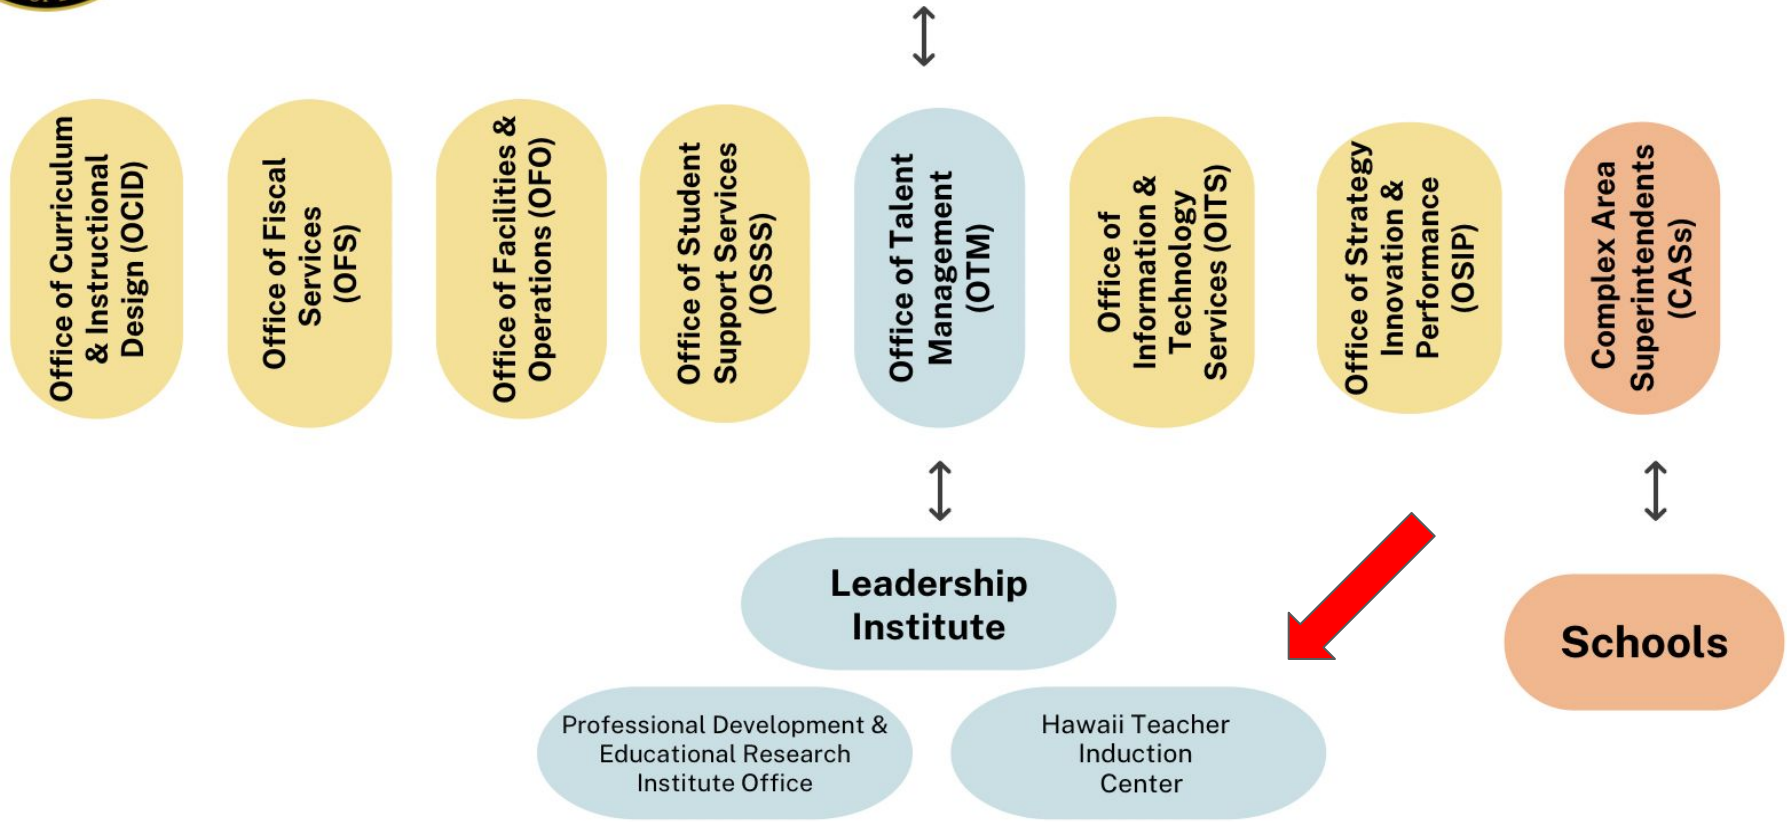 Office of Curriculum
& Instructional
Design (OCID)
Office of Fiscal
Services
(OFS)
Office of Facilities &
Operations (OFO)
Office of Student
Support Services
(OSSS)
Office of Talent
Management
(OTM)
Office of
Information &
Technology
Services (OITS)
Office of Strategy
Innovation &
Performance
(OSIP)
Complex Area
Superintendents
(CASs)
Leadership
Institute
Schools
Professional Development &
Educational Research
Institute Office
Hawaii Teacher
Induction
Center